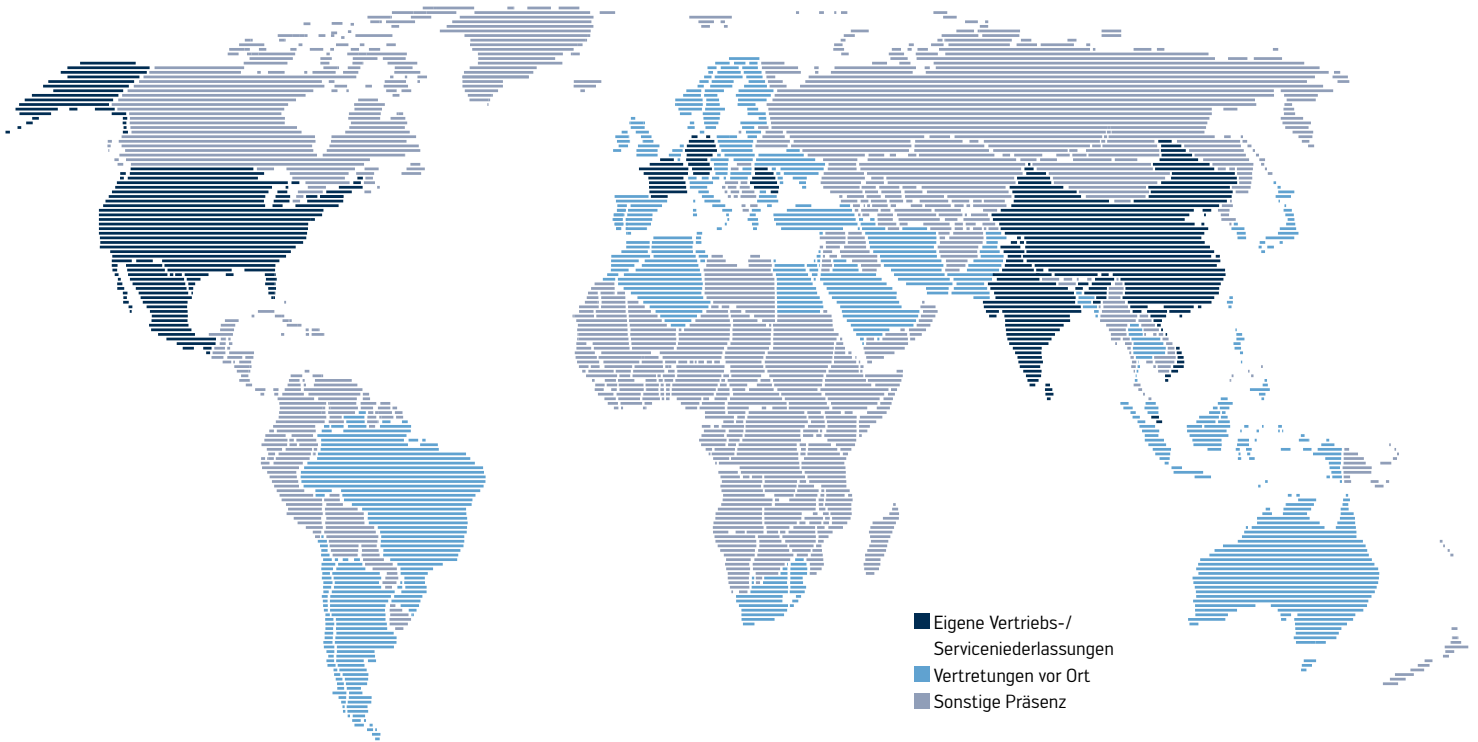 Eigene Vertriebs-/
Serviceniederlassungen
Vertretungen vor Ort
Sonstige Präsenz